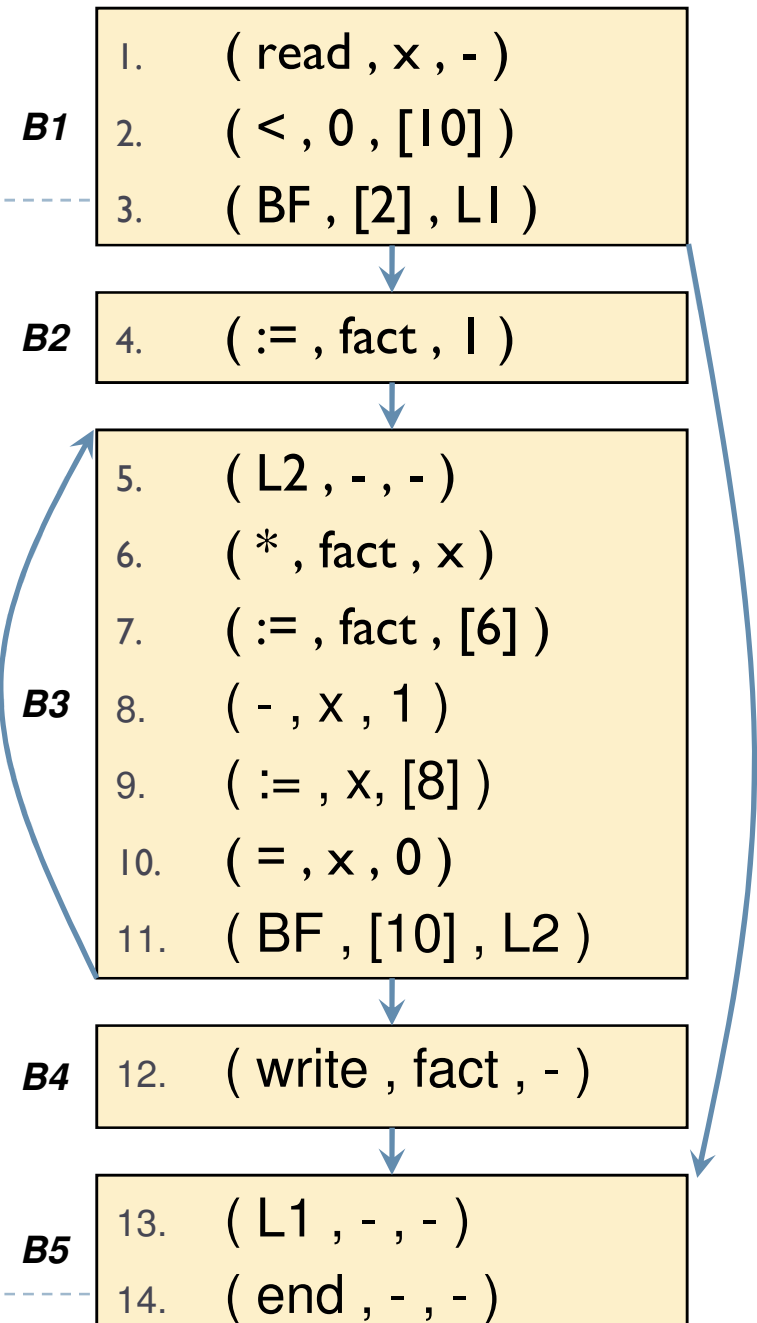 B1
1. ( read , x , - )
2. ( < , 0 , [10] )
3. ( BF , [2] , L1 )
B2
4. ( := , fact , 1 )
B3
5. ( L2 , - , - )
6. ( * , fact , x )
7. ( := , fact , [6] )
8. ( - , x , 1 )
9. ( := , x, [8] )
10. ( = , x , 0 )
11. ( BF , [10] , L2 )
B4
12. ( write , fact , - )
B5
13. ( L1 , - , - )
14. ( end , - , - )